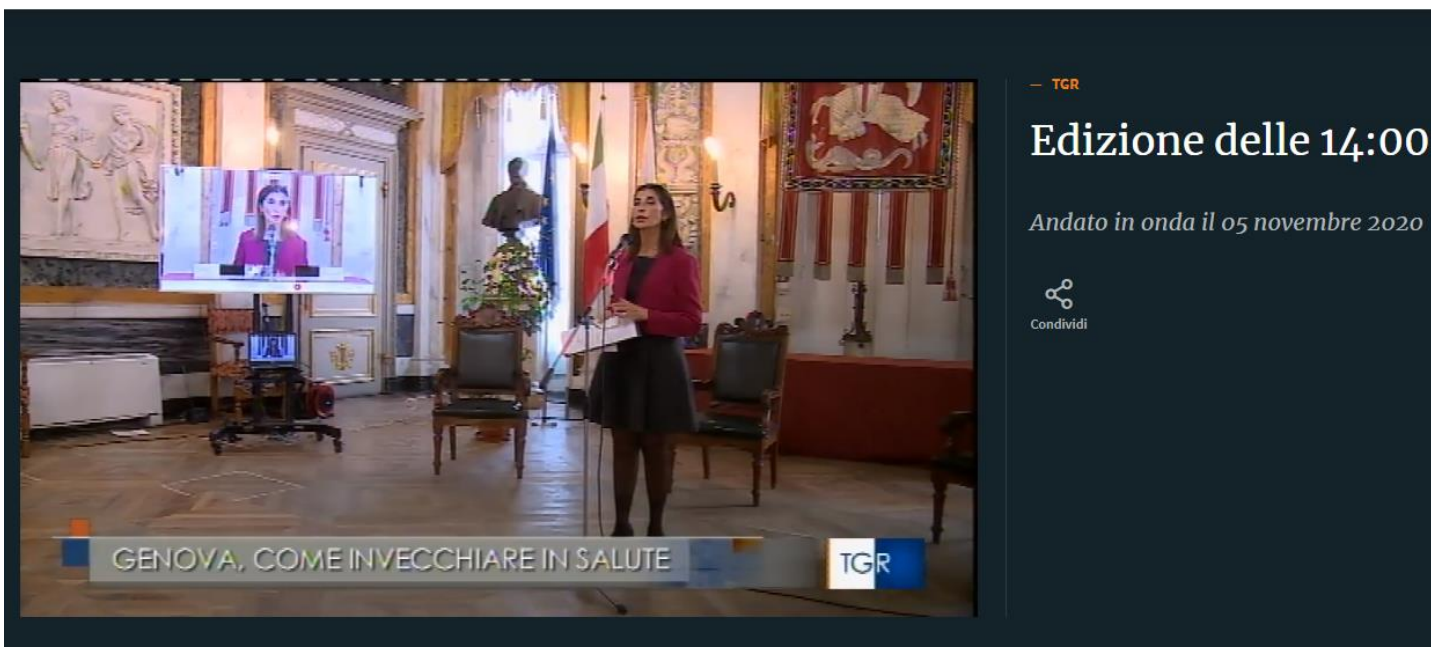 GENOVA, COME INVECCHIARE IN SALUTE
TGR
— TGR
Edizione delle 14:00
Andato in onda il 05 novembre 2020
Condividi